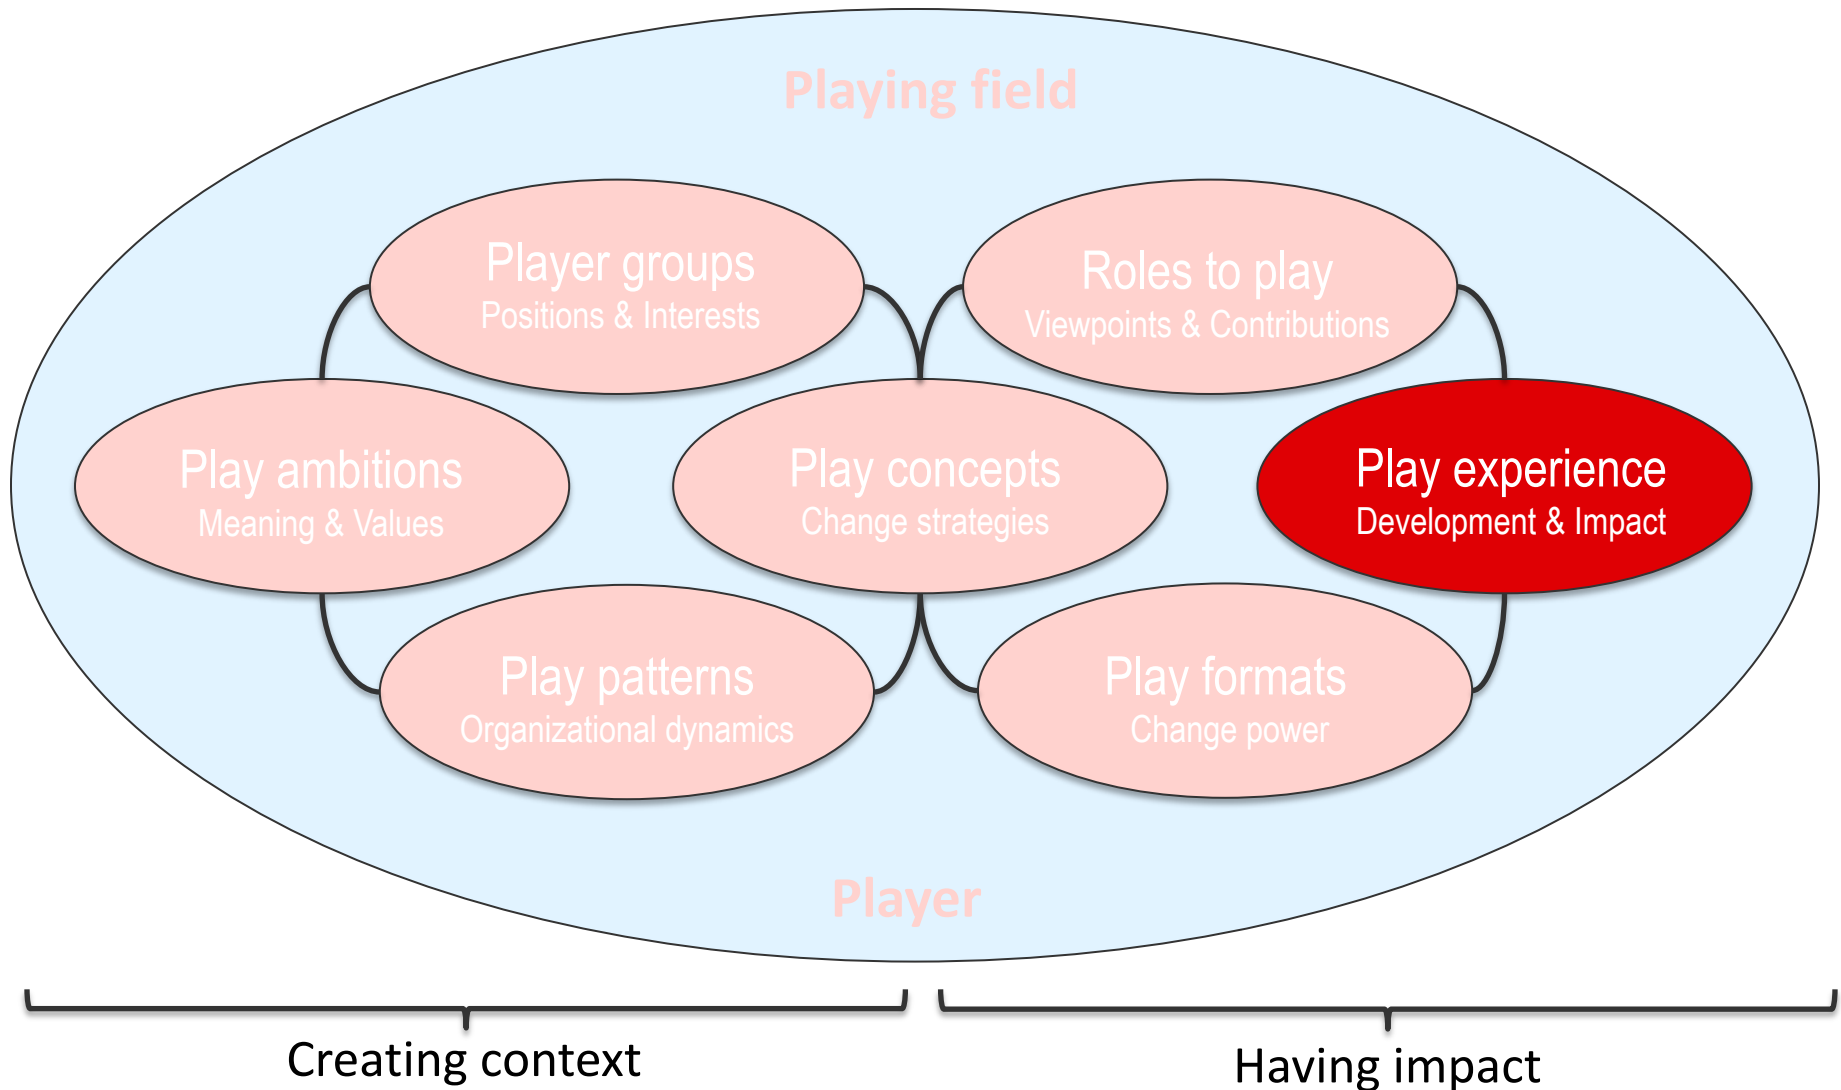 Playing field
Player groups
Positions & Interests
Roles to play
Viewpoints & Contributions
Play ambitions
Meaning & Values
Play concepts
Change strategies
Play experience
Development & Impact
Play patterns
Organizational dynamics
Play formats
Change power
Player
Creating context
Having impact